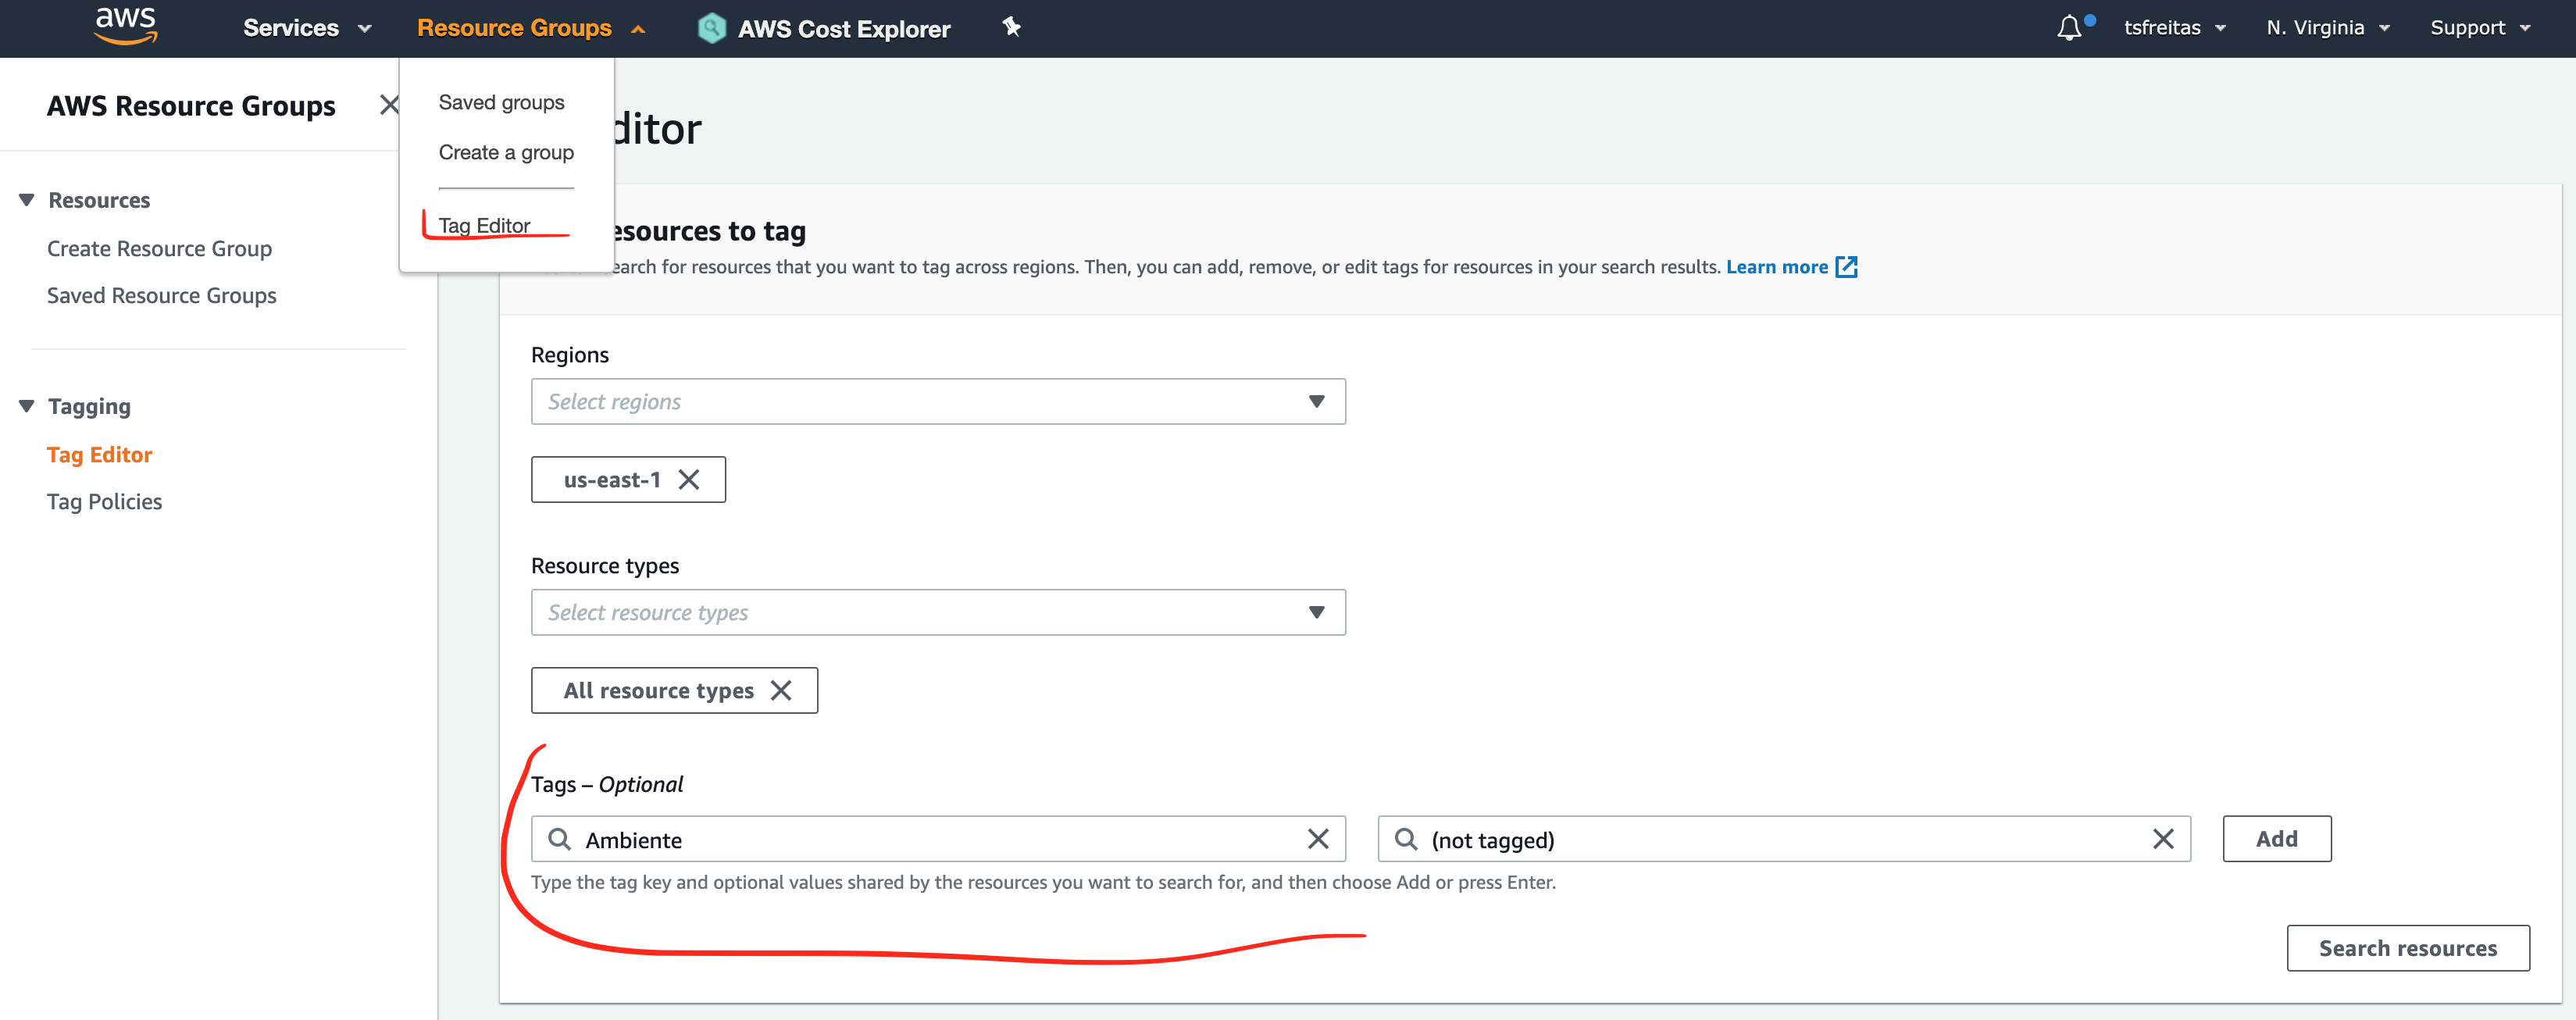 aws Services Resource Groups AWS Cost Explorer tsfreitas N. Virginia Support
AWS Resource Groups
Resources
Create Resource Group
Saved Resource Groups
Tagging
Tag Editor
Tag Policies
Saved groups
Create a group
Tag Editor
ditor
esources to tag
earch for resources that you want to tag across regions. Then, you can add, remove, or edit tags for resources in your search results. Learn more
Regions
Select regions
us-east-1
Resource types
Select resource types
All resource types
Tags – Optional
Ambiente (not tagged) Add
Type the tag key and optional values shared by the resources you want to search for, and then choose Add or press Enter.
Search resources